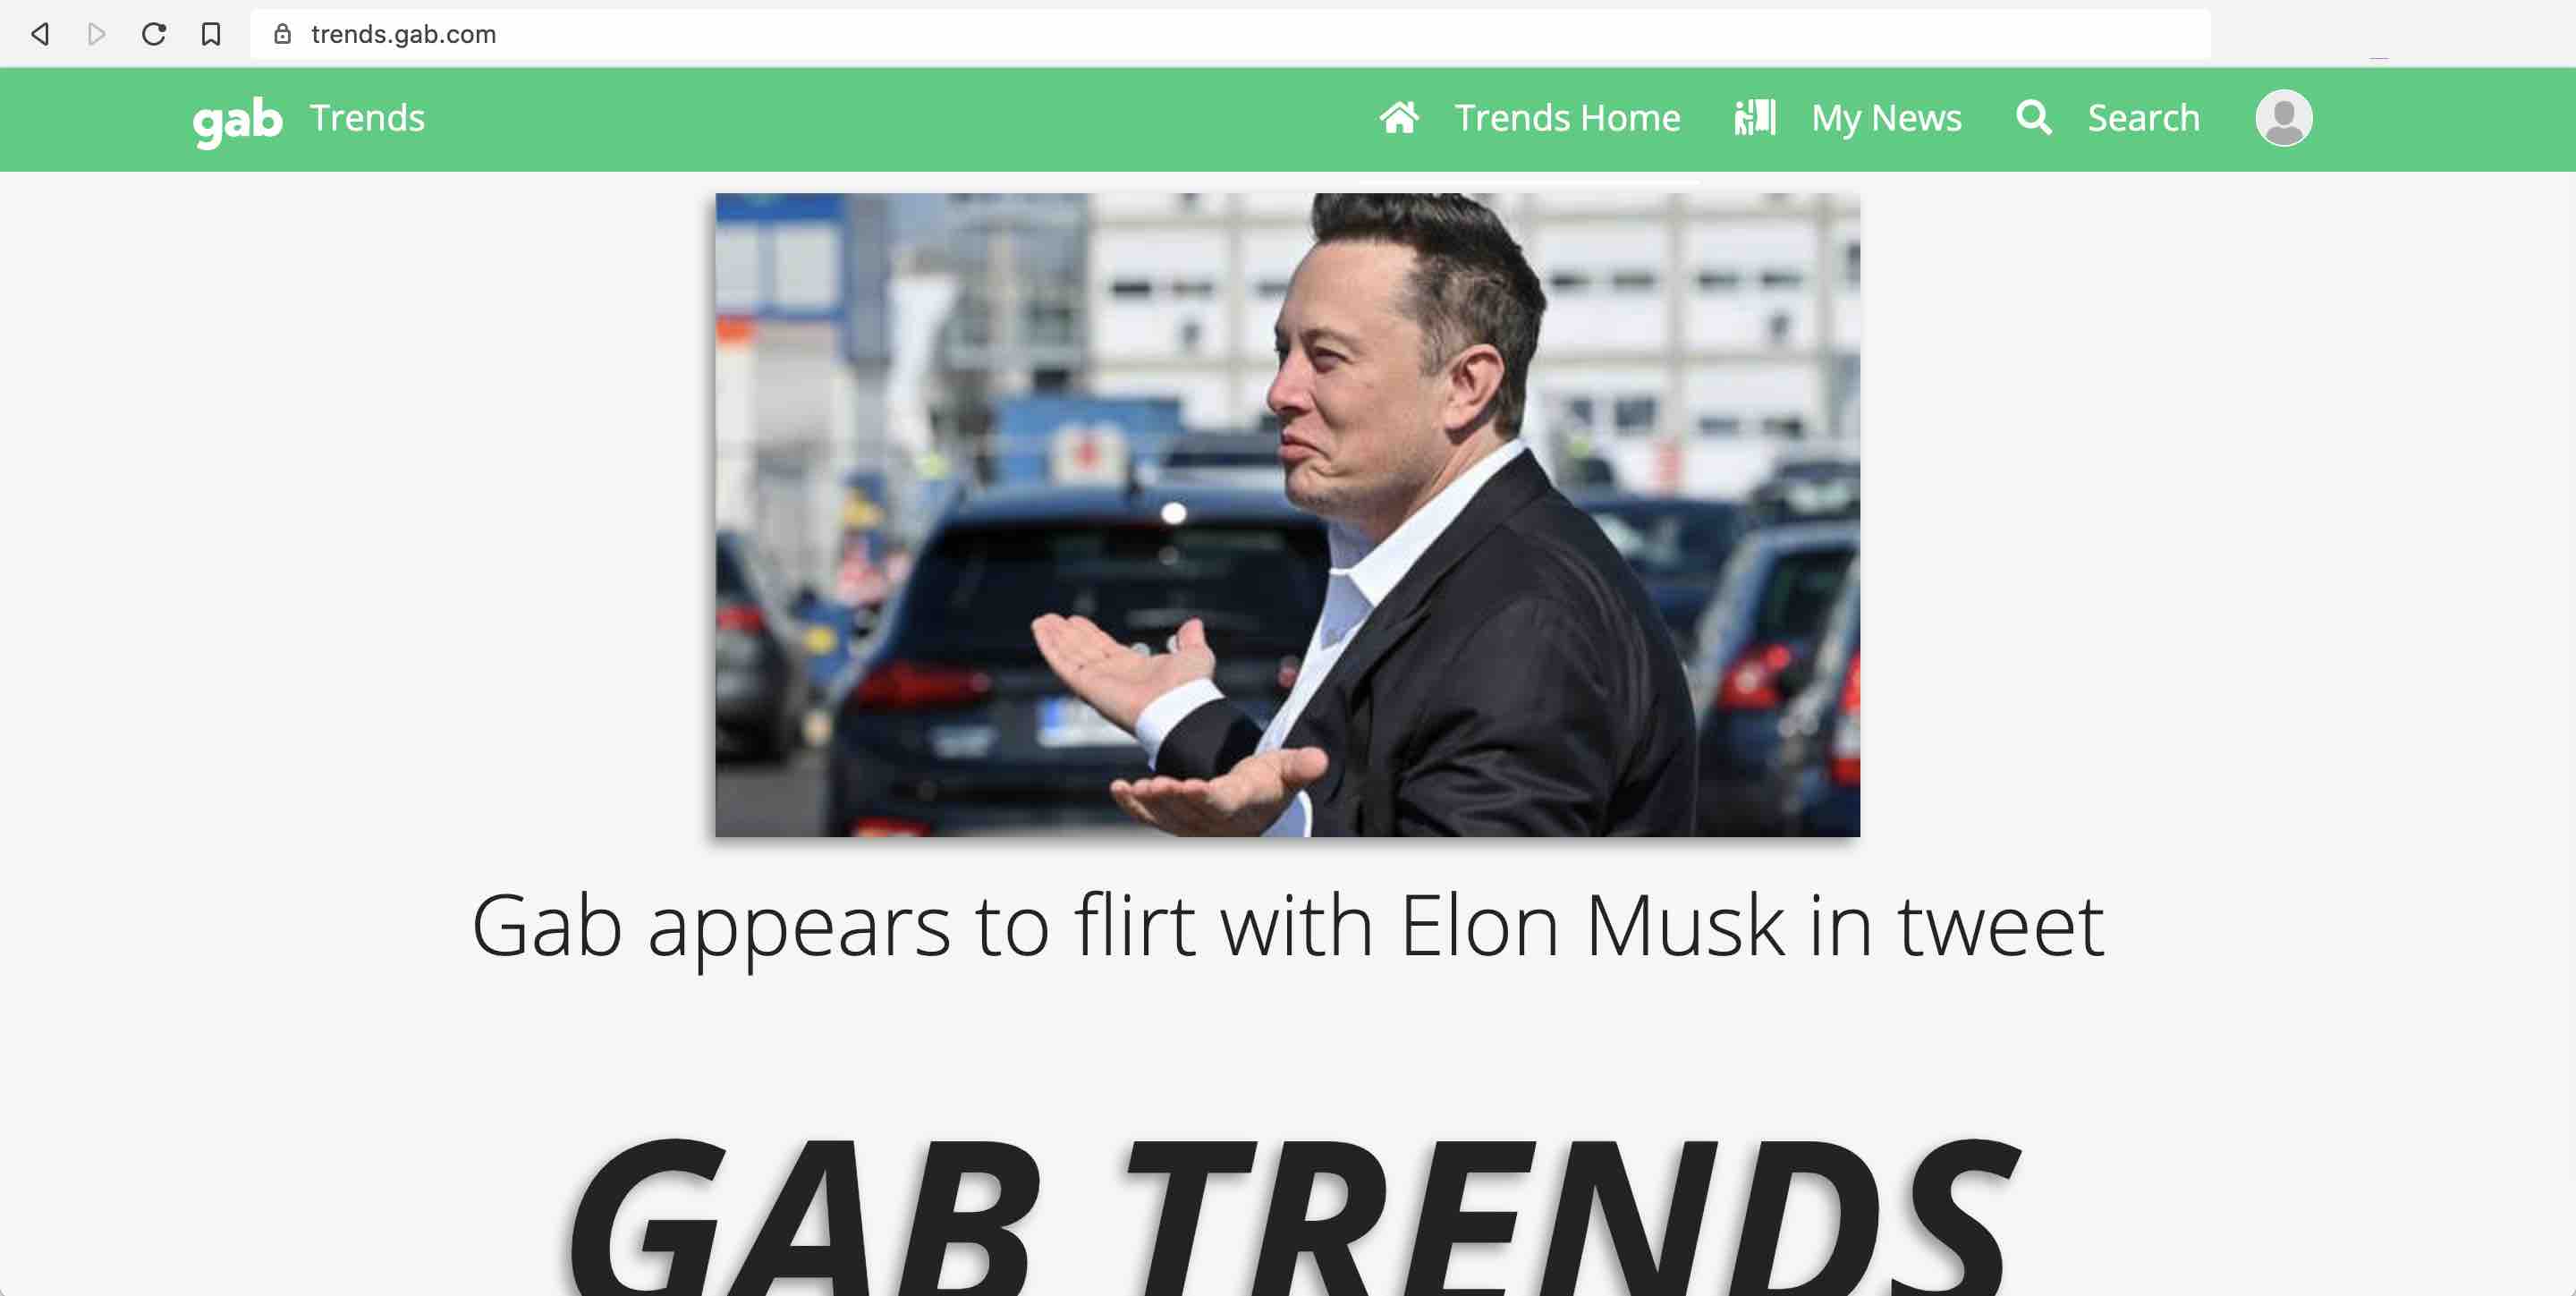 trends.gab.com
gab Trends Trends Home My News Search
Gab appears to flirt with Elon Musk in tweet
GAB TRENDS